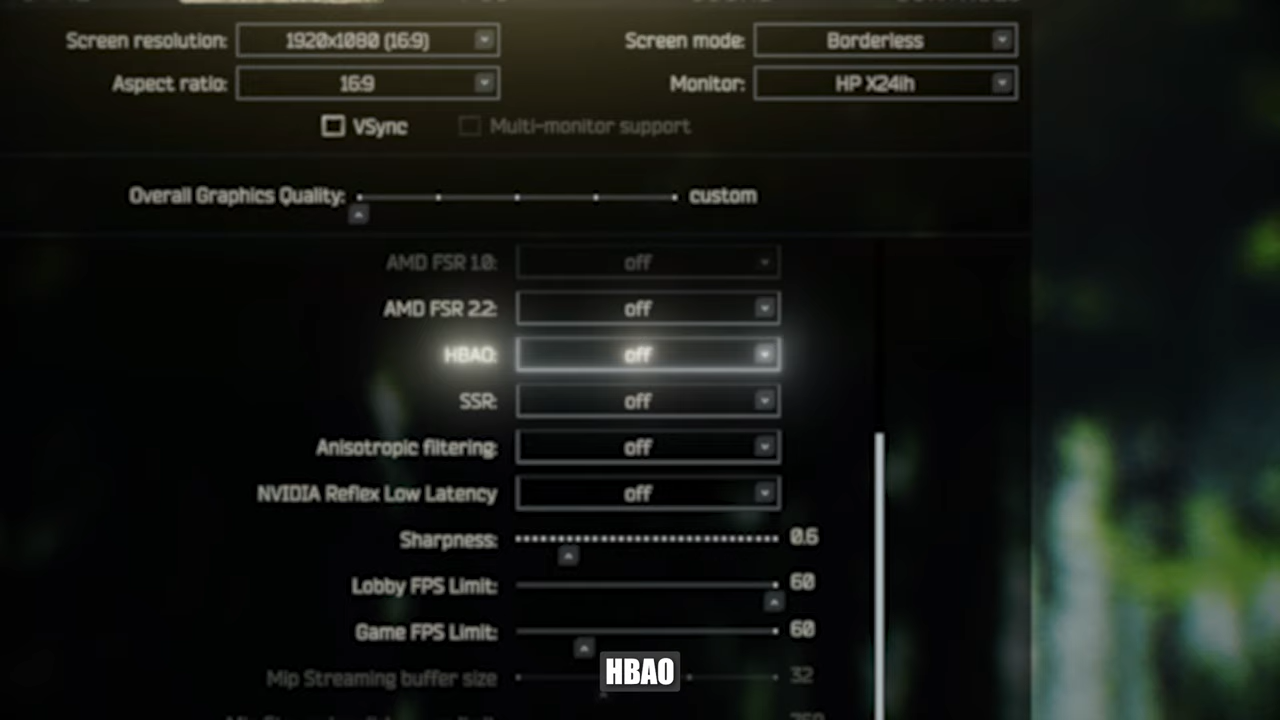 Screen resolution: 1920x1080 (16:9) Screen mode: Borderless
Aspect ratio: 16:9 Monitor: HP X24ih
VSync Multi-monitor support
Overall Graphics Quality: custom
AMD FSR 1.0: off
AMD FSR 2.2: off
HBAO: off
SSR: off
Anisotropic filtering: off
NVIDIA Reflex Low Latency off
Sharpness: 0.6
Lobby FPS Limit: 60
Game FPS Limit: 60
Mip Streaming buffer size 32
HBAO